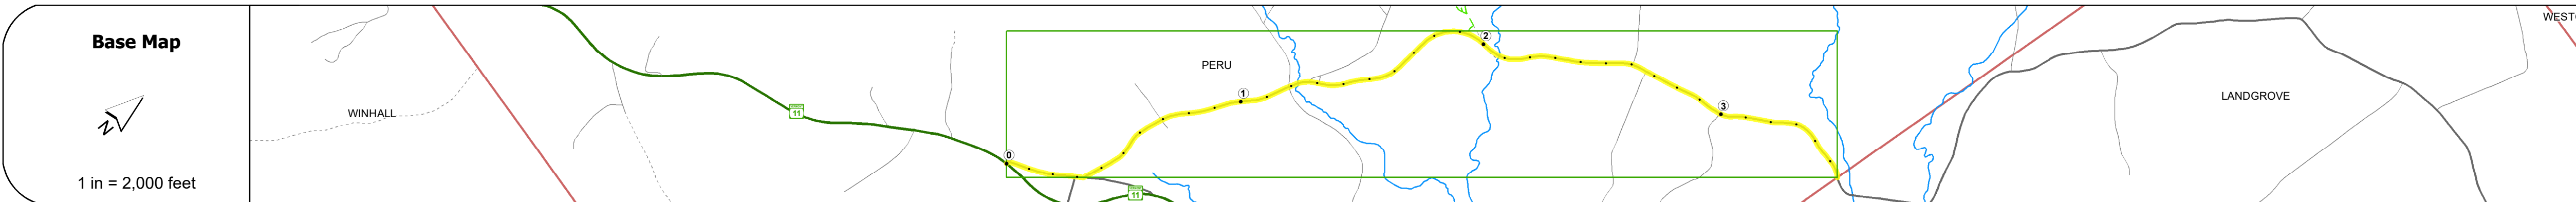 Base Map
N
1 in = 2,000 feet
WINHALL
11
0
11
PERU
1
2
3
LANDGROVE